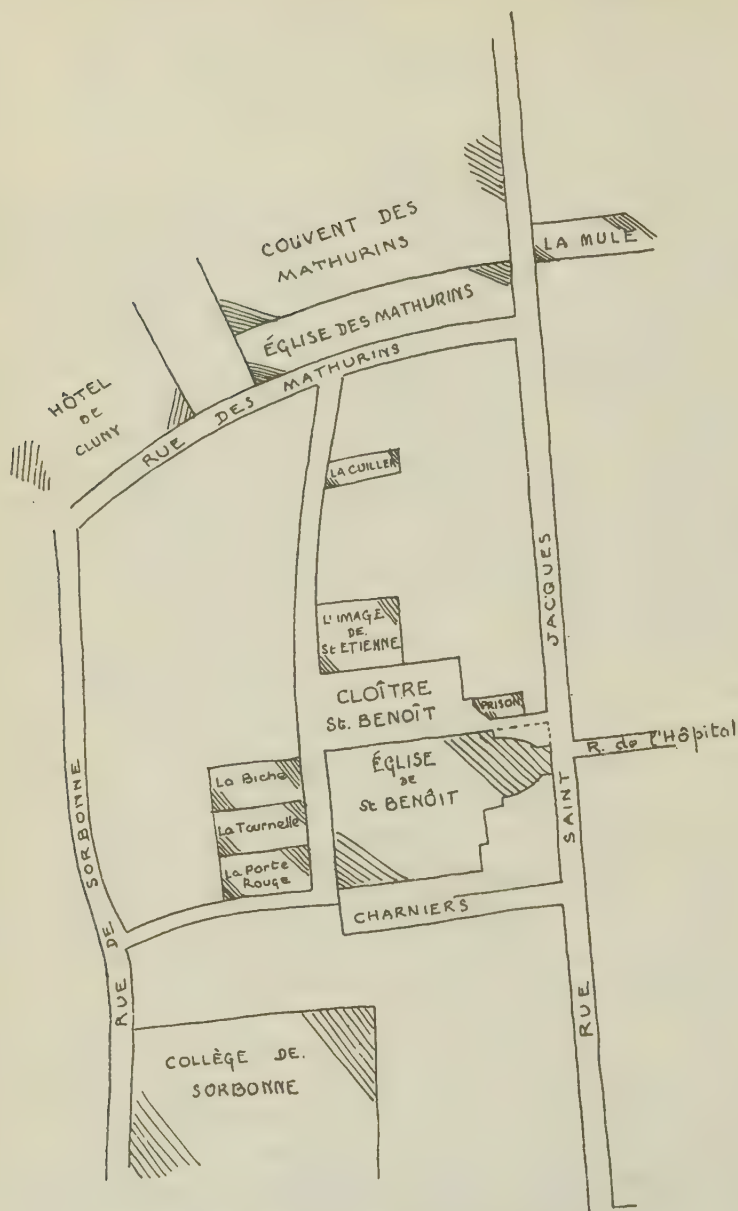 COUVENT DES
MATHURINS
LA MULE
ÉGLISE DES MATHURINS
HÔTEL
DE
CLUNY
RUE DES MATHURINS
LA CUILLER
L'IMAGE
DE
St ETIENNE
CLOÎTRE
St. BENOÎT
PRISON
RUE SAINT JACQUES
R. de l'Hôpital
ÉGLISE
DE
St BENÔIT
La Biche
La Tournelle
La Porte
Rouge
RUE DE SORBONNE
CHARNIERS
COLLÈGE DE.
SORBONNE